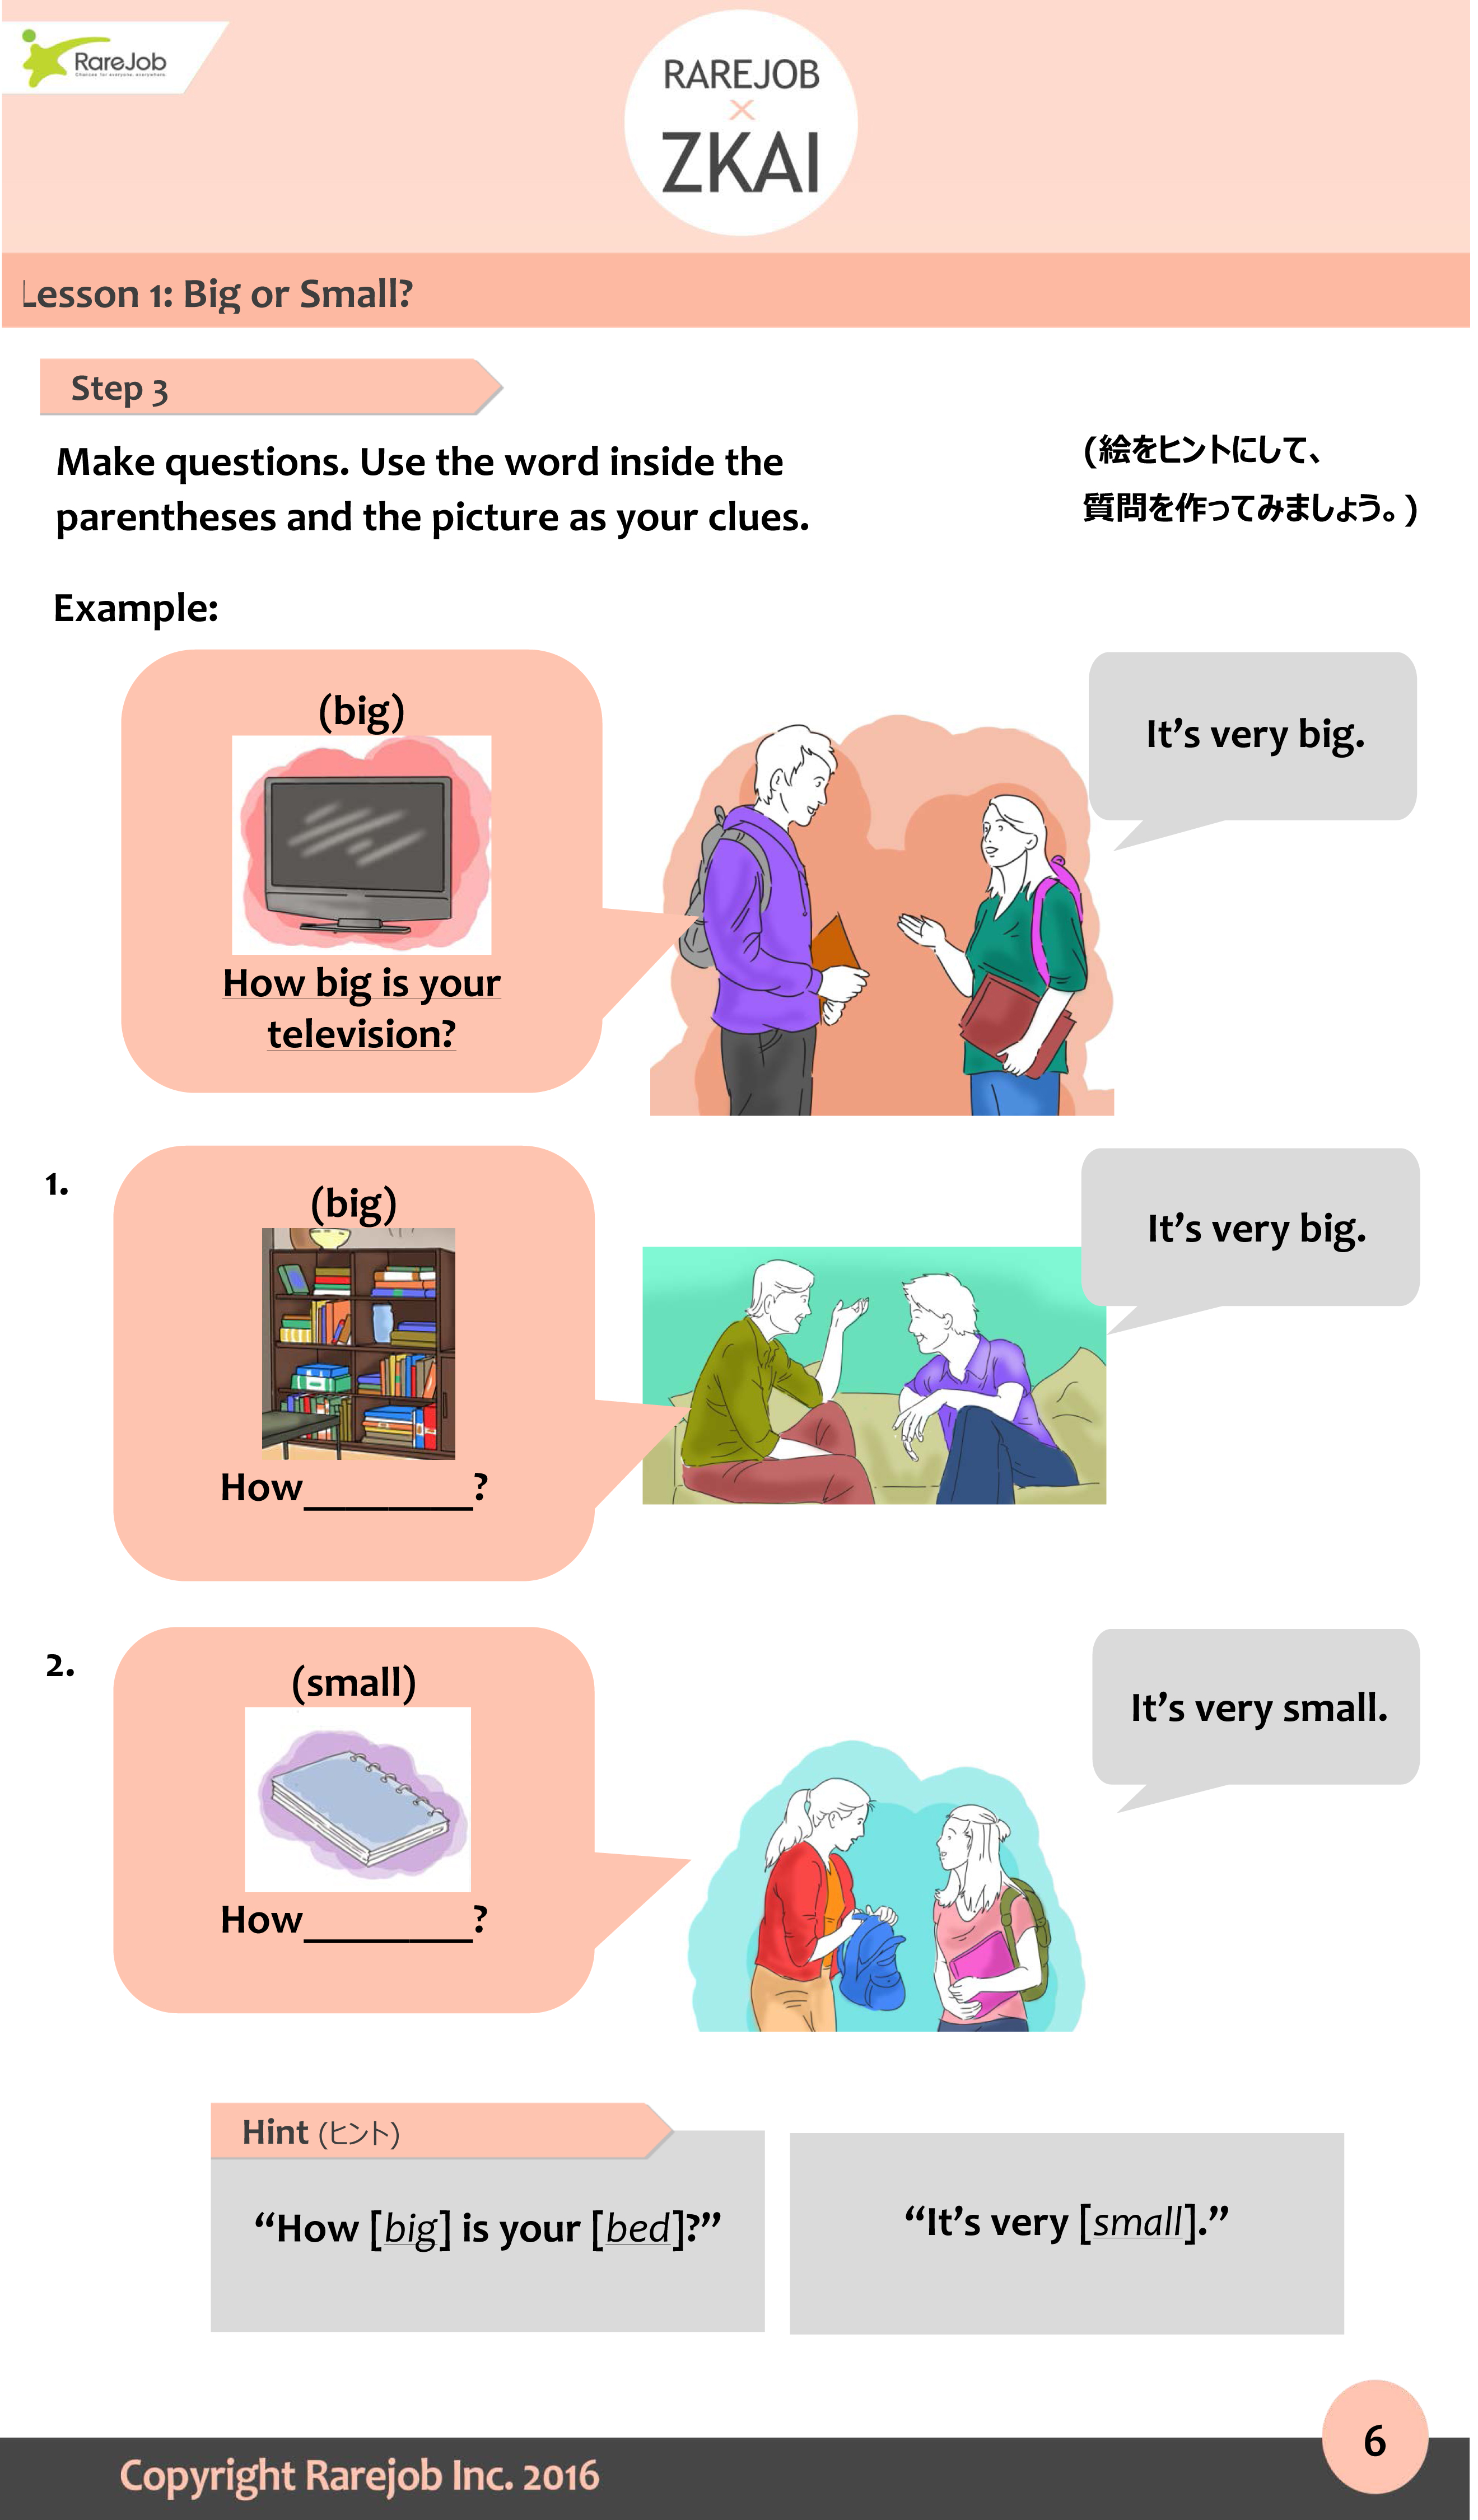 RareJob
Chances for everyone, everywhere.
RAREJOB
×
ZKAI
Lesson 1: Big or Small?
Step 3
Make questions. Use the word inside the
parentheses and the picture as your clues.
(絵をヒントにして、
質問を作ってみましょう。)
Example:
(big)
How big is your
television?
It’s very big.
1.
(big)
How________?
It’s very big.
2.
(small)
How________?
It’s very small.
Hint (ヒント)
“How [big] is your [bed]?”
“It’s very [small].”
6
Copyright Rarejob Inc. 2016